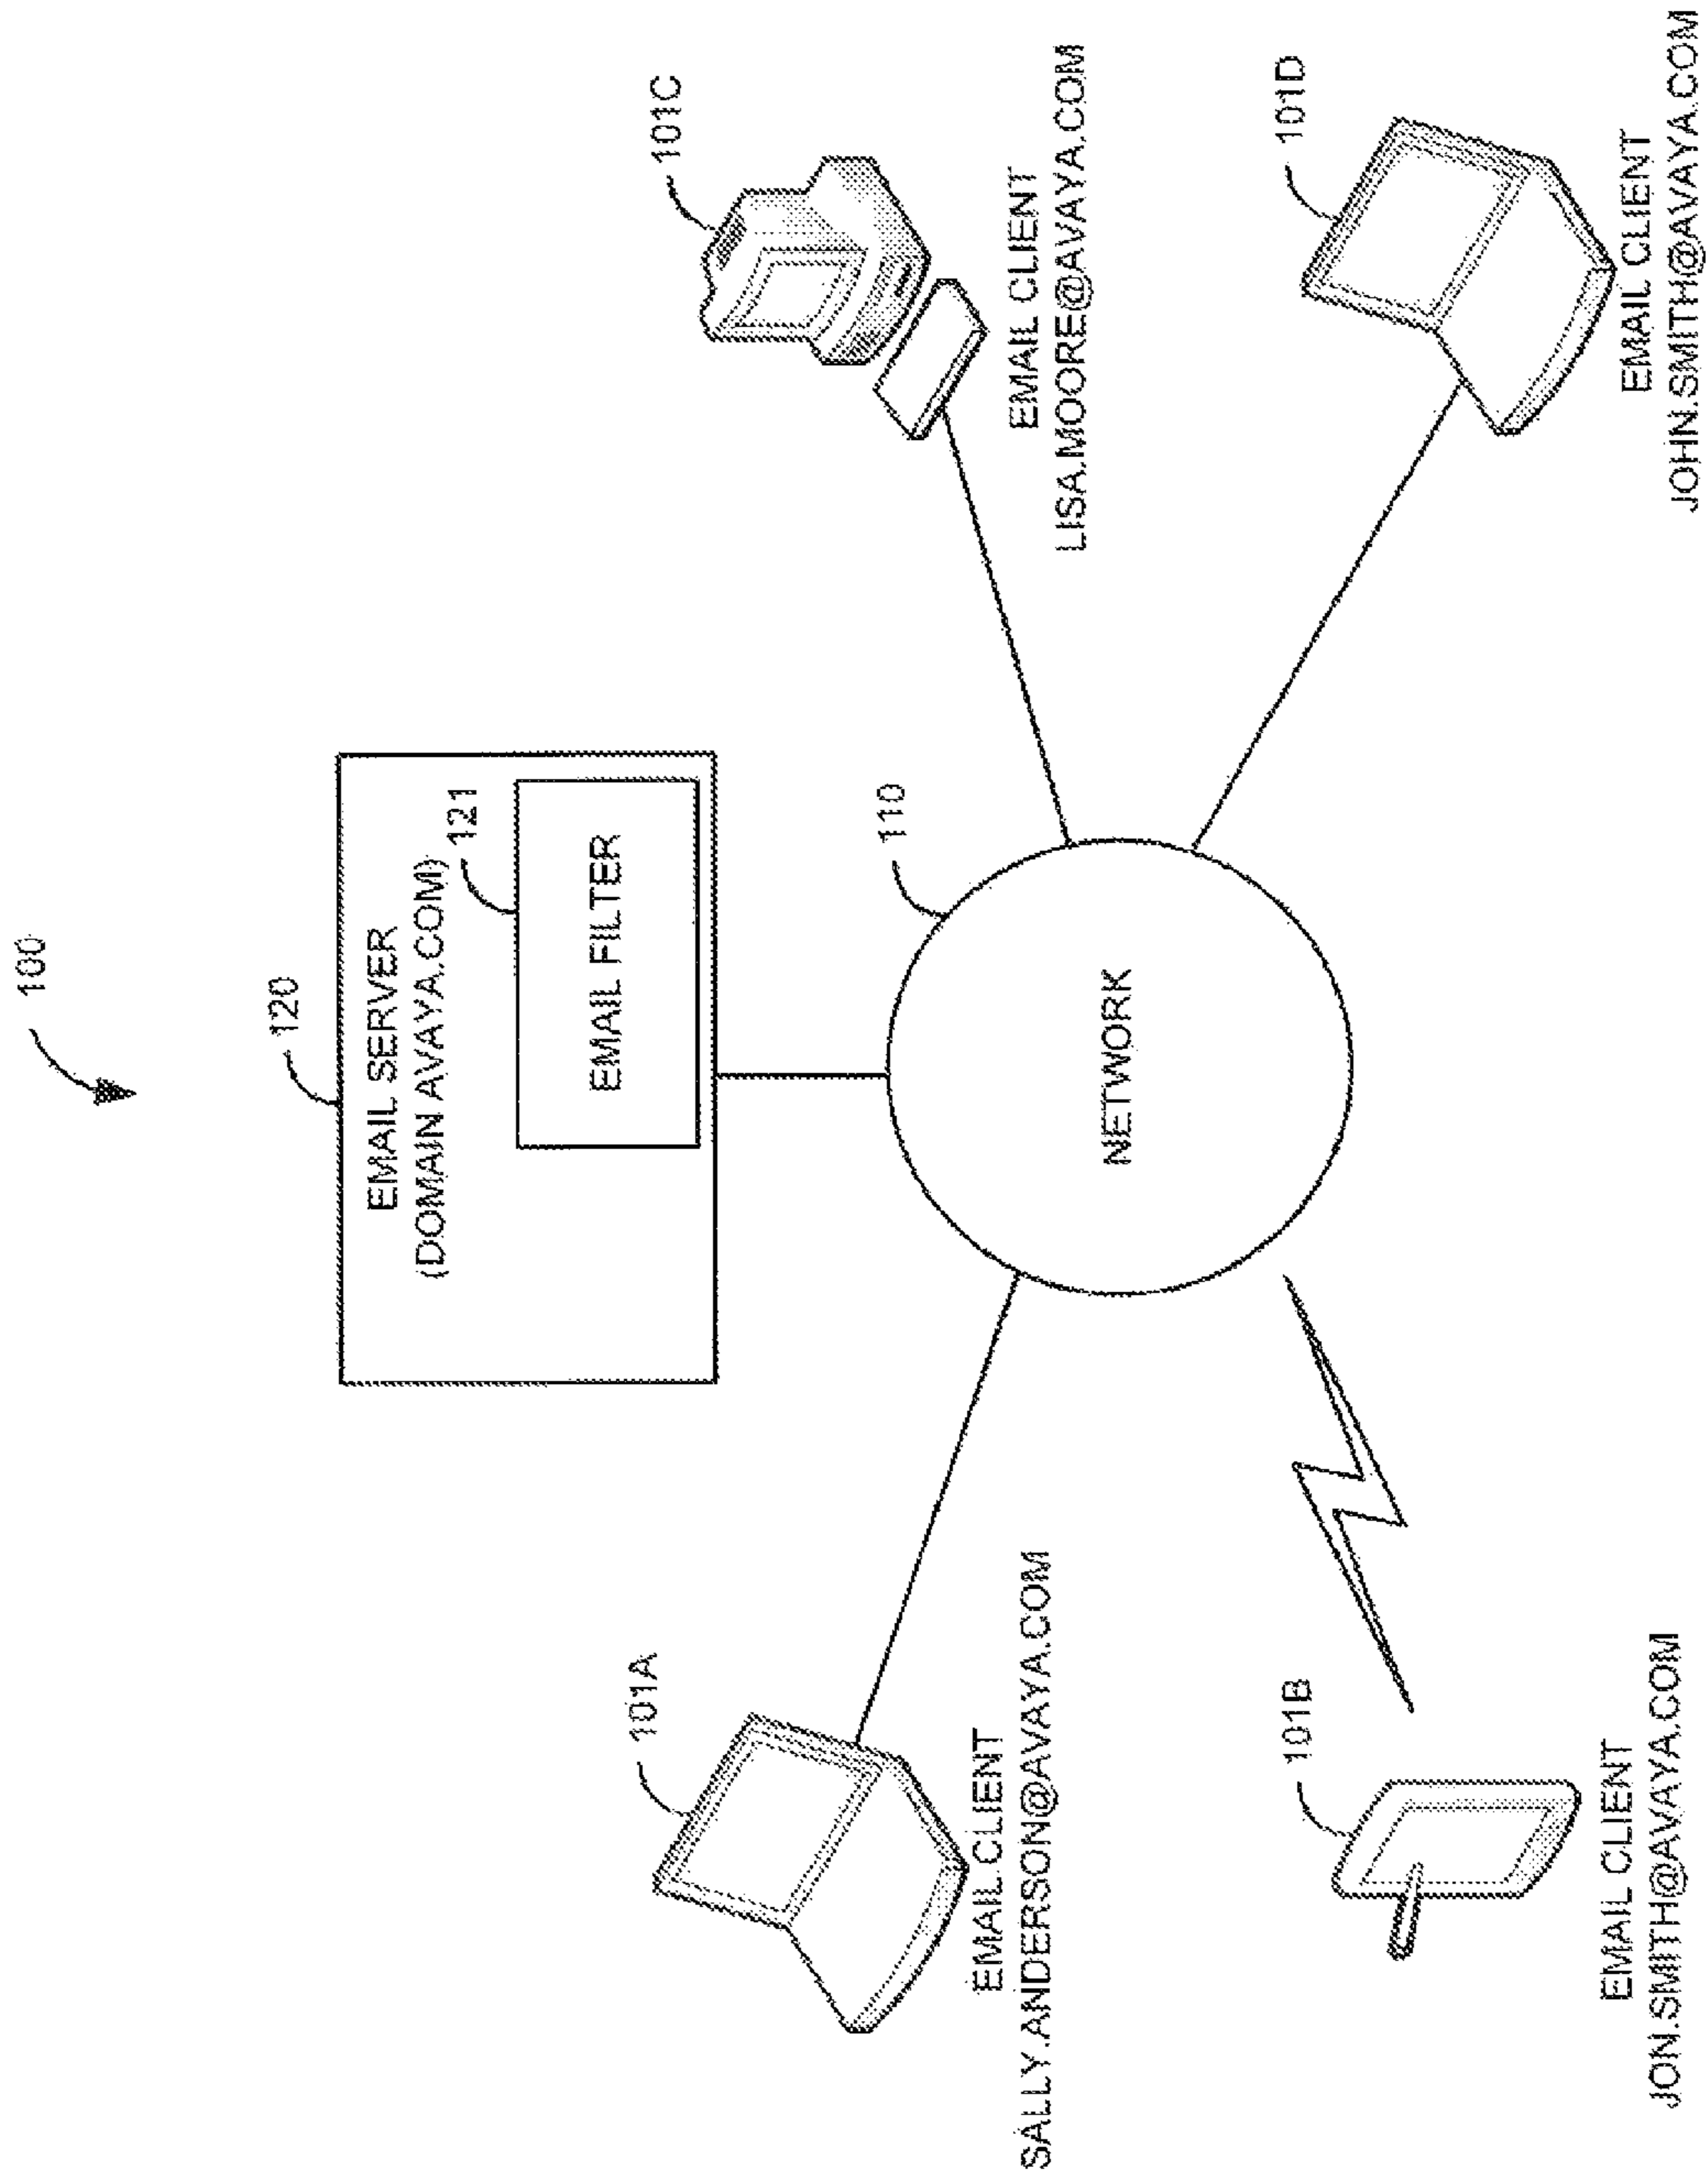 100
120
EMAIL SERVER
(DOMAIN AVAYA.COM)
121
EMAIL FILTER
101A
EMAIL CLIENT
SALLY.ANDERSON@AVAYA.COM
110
NETWORK
101C
EMAIL CLIENT
LISA.MOORE@AVAYA.COM
101B
EMAIL CLIENT
JON.SMITH@AVAYA.COM
101D
EMAIL CLIENT
JOHN.SMITH@AVAYA.COM